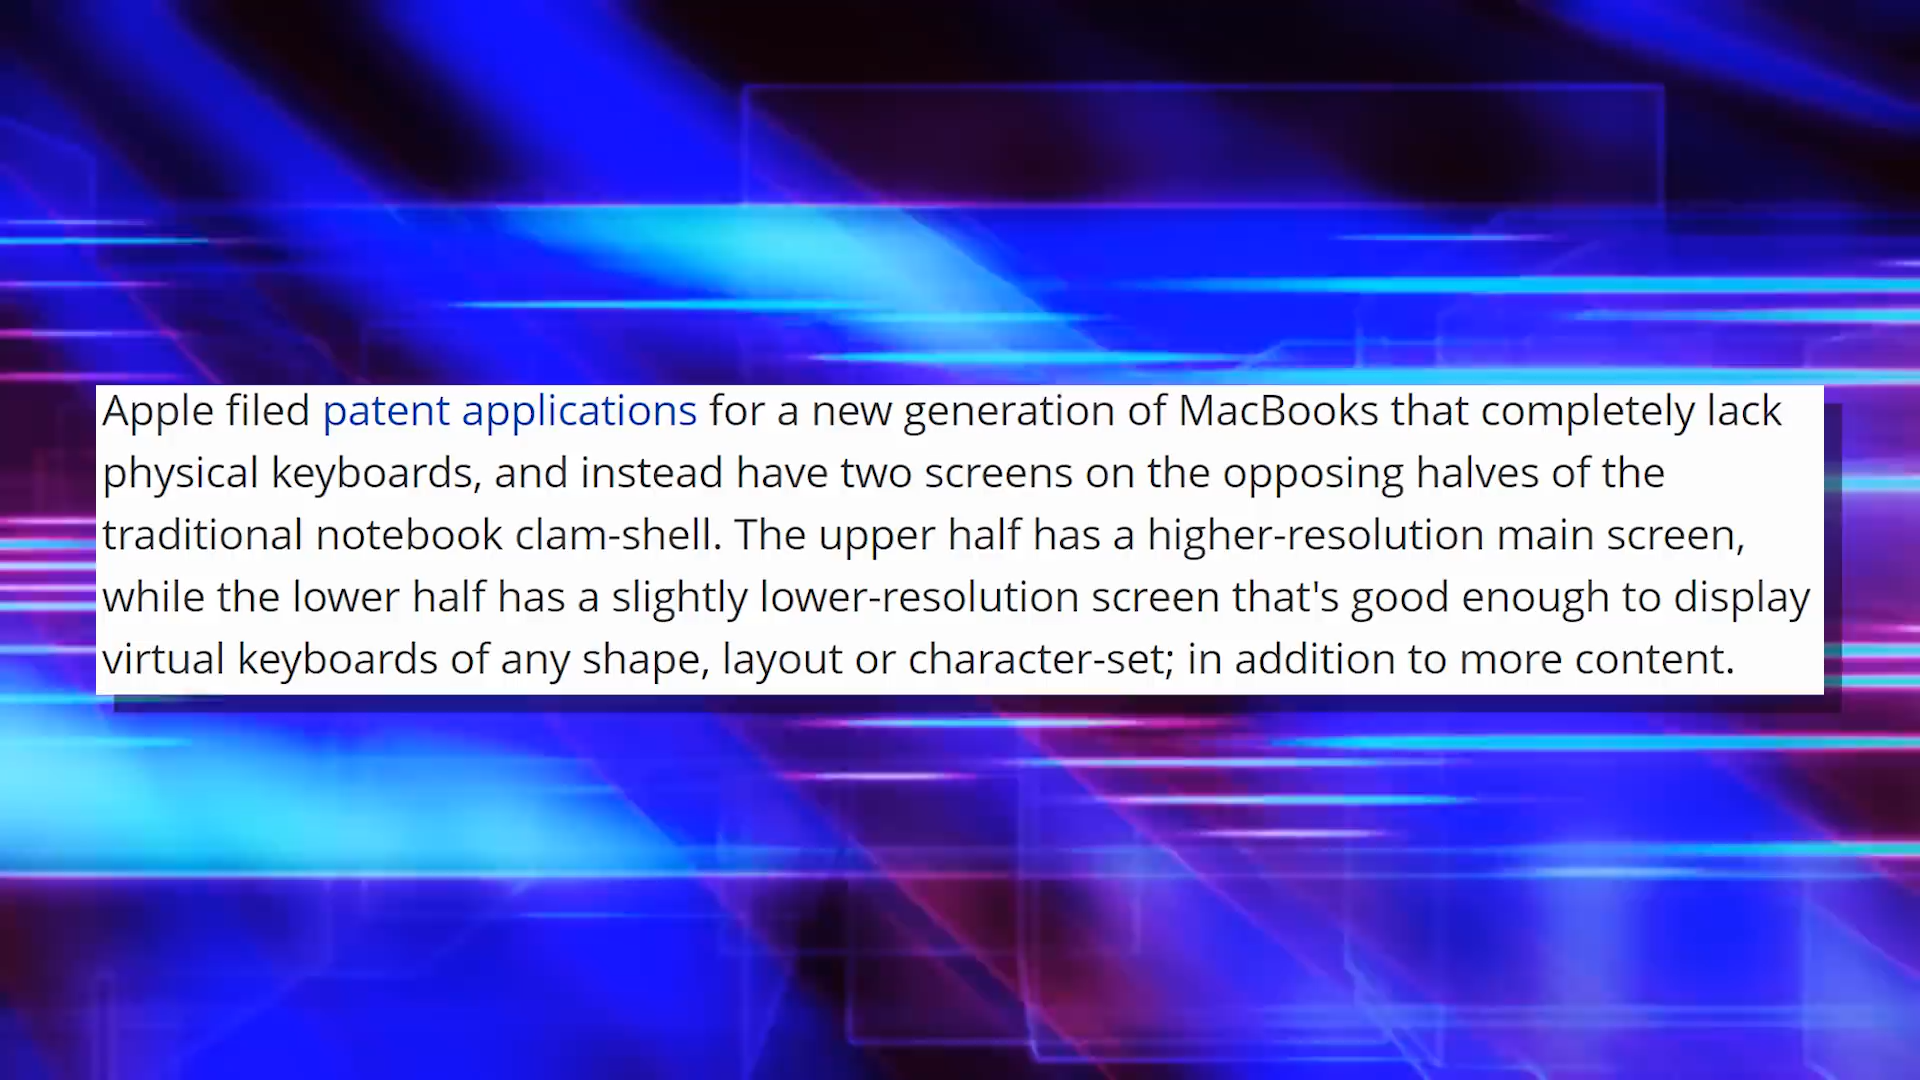 Apple filed patent applications for a new generation of MacBooks that completely lack
physical keyboards, and instead have two screens on the opposing halves of the
traditional notebook clam-shell. The upper half has a higher-resolution main screen,
while the lower half has a slightly lower-resolution screen that's good enough to display
virtual keyboards of any shape, layout or character-set; in addition to more content.